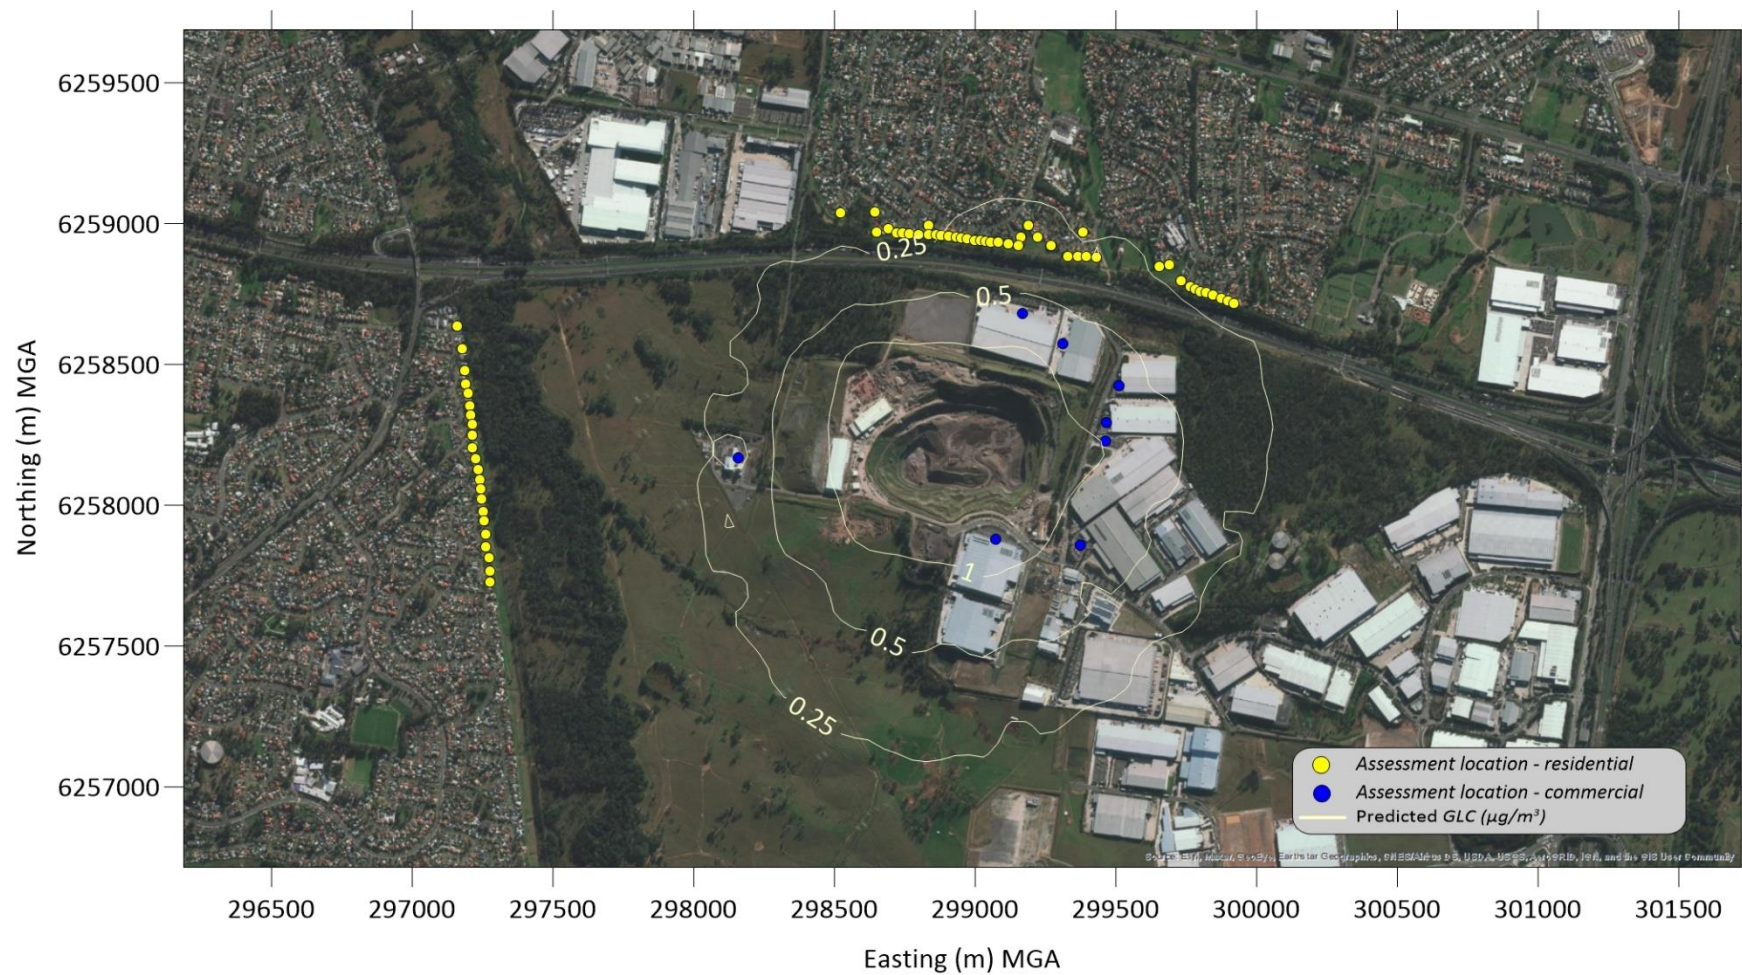 6259500
6259000
6258500
6258000
6257500
6257000
Northing (m) MGA
0.25
0.5
1
0.5
0.25
Assessment location - residential
Assessment location - commercial
Predicted GLC (µg/m³)
296500 297000 297500 298000 298500 299000 299500 300000 300500 301000 301500
Easting (m) MGA